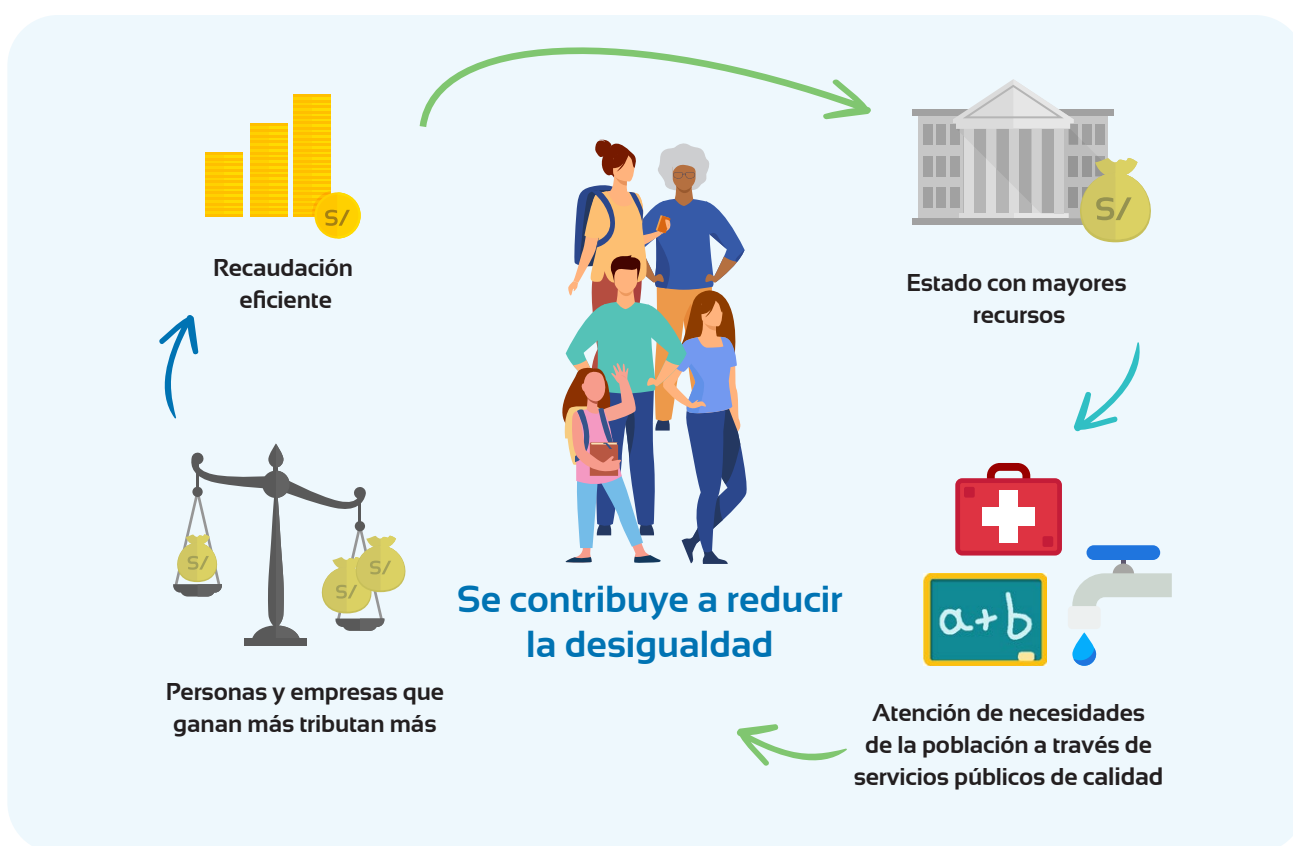 S/
Recaudación
eficiente
S/
Estado con mayores
recursos
S/
S/
S/
Personas y empresas que
ganan más tributan más
Se contribuye a reducir
la desigualdad
a+b
Atención de necesidades
de la población a través de
servicios públicos de calidad